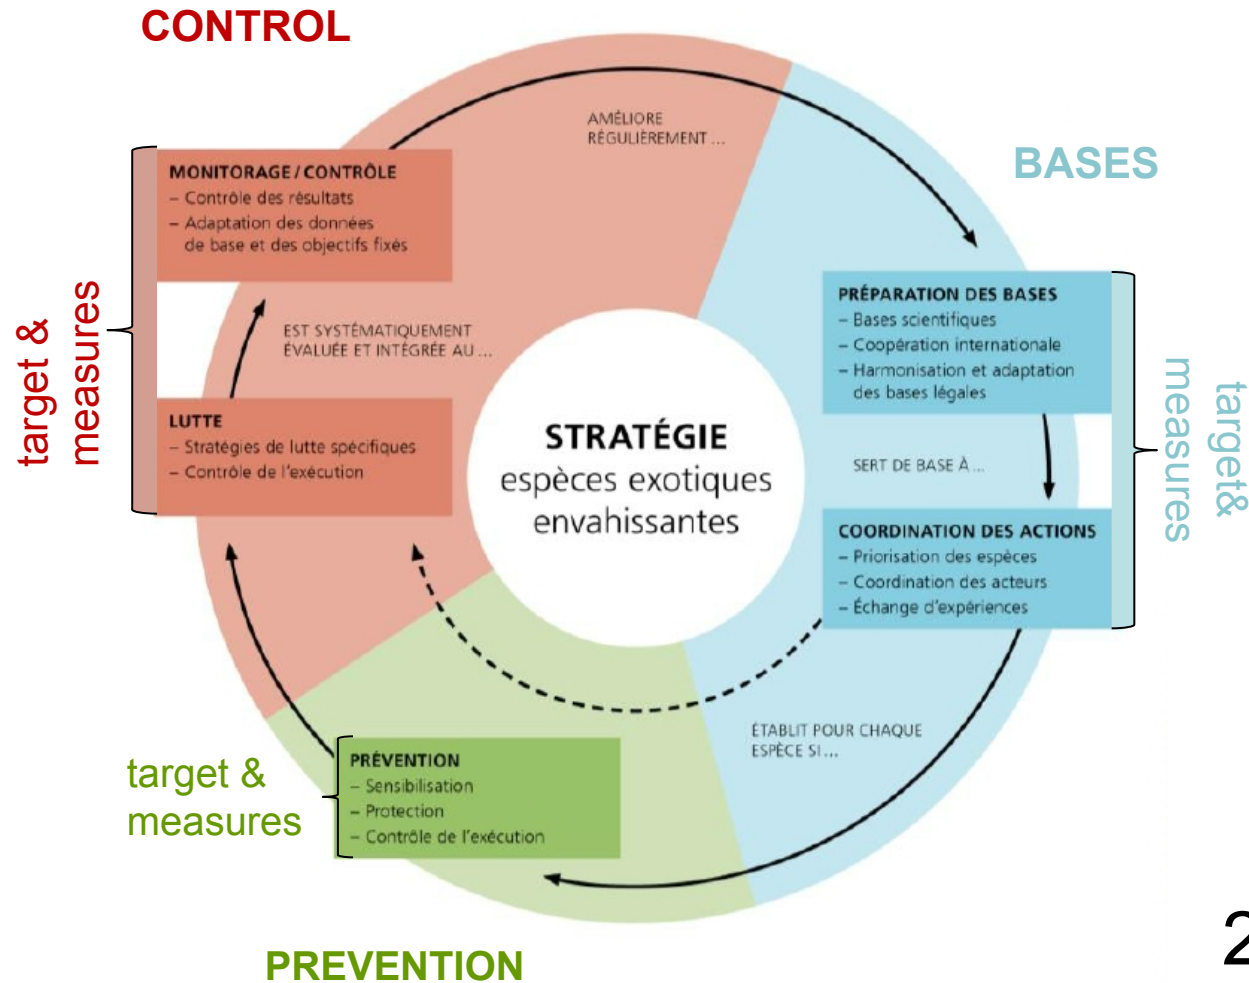 CONTROL
AMÉLIORE
RÉGULIÈREMENT ...
BASES
MONITORAGE / CONTRÔLE
– Contrôle des résultats
– Adaptation des données
de base et des objectifs fixés
target &
measures
EST SYSTÉMATIQUEMENT
ÉVALUÉE ET INTÉGRÉE AU ...
PRÉPARATION DES BASES
– Bases scientifiques
– Coopération internationale
– Harmonisation et adaptation
des bases légales
target&
measures
LUTTE
– Stratégies de lutte spécifiques
– Contrôle de l'exécution
STRATÉGIE
espèces exotiques
envahissantes
SERT DE BASE À ...
COORDINATION DES ACTIONS
– Priorisation des espèces
– Coordination des acteurs
– Échange d'expériences
ÉTABLIT POUR CHAQUE
ESPÈCE SI ...
target &
measures
PRÉVENTION
– Sensibilisation
– Protection
– Contrôle de l'exécution
PREVENTION
2